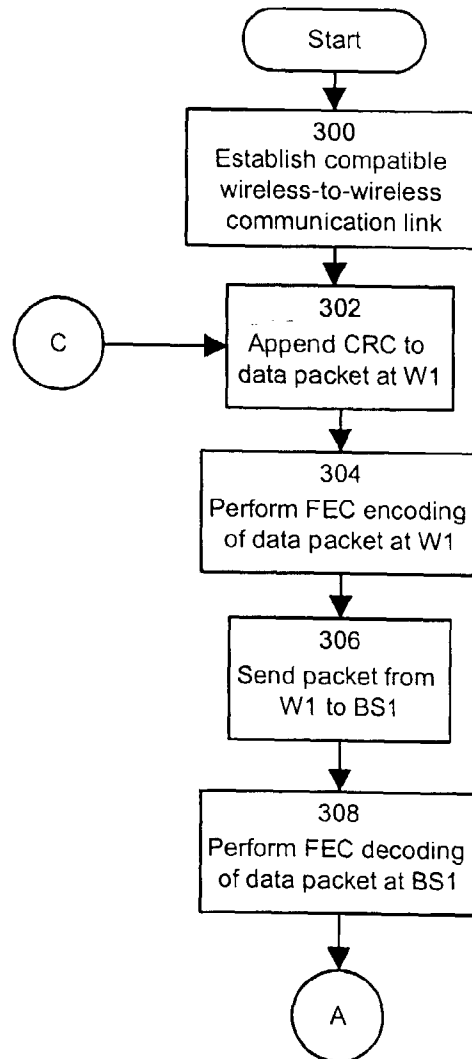 Start
300
Establish compatible
wireless-to-wireless
communication link
C
302
Append CRC to
data packet at W1
304
Perform FEC encoding
of data packet at W1
306
Send packet from
W1 to BS1
308
Perform FEC decoding
of data packet at BS1
A